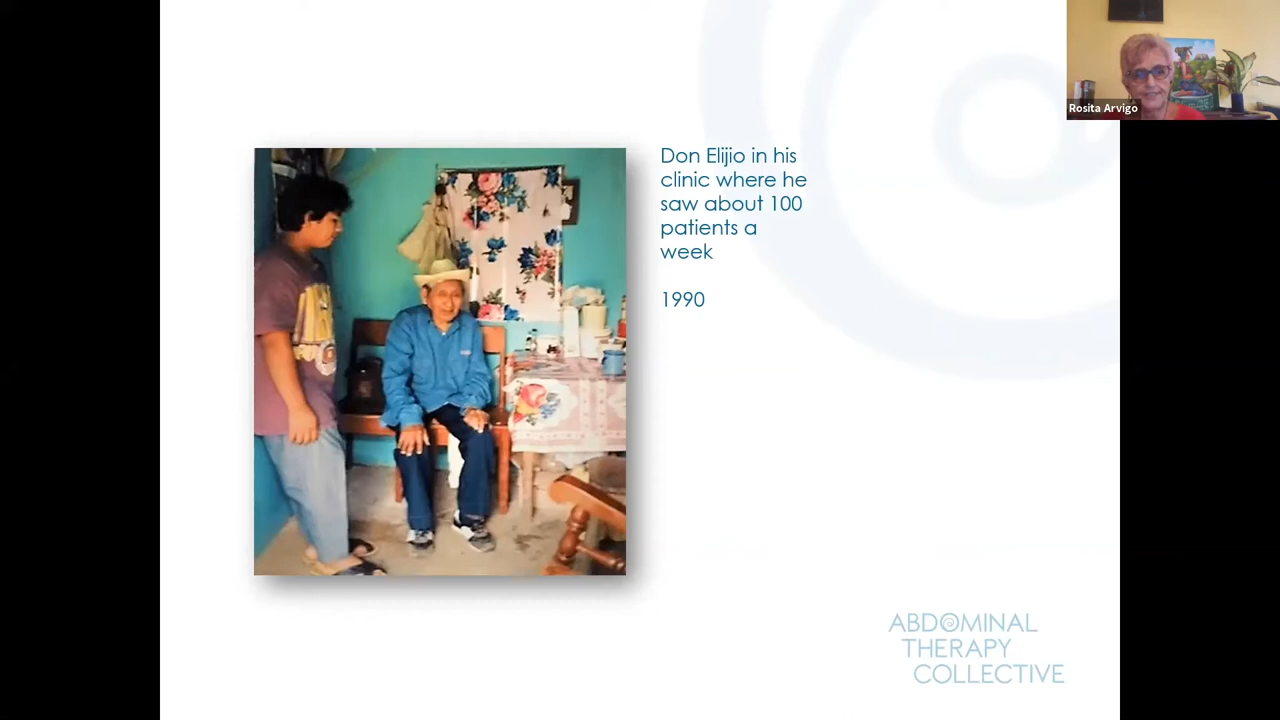 Rosita Arvigo
Don Elijio in his
clinic where he
saw about 100
patients a
week
1990
ABDOMINAL
THERAPY
COLLECTIVE